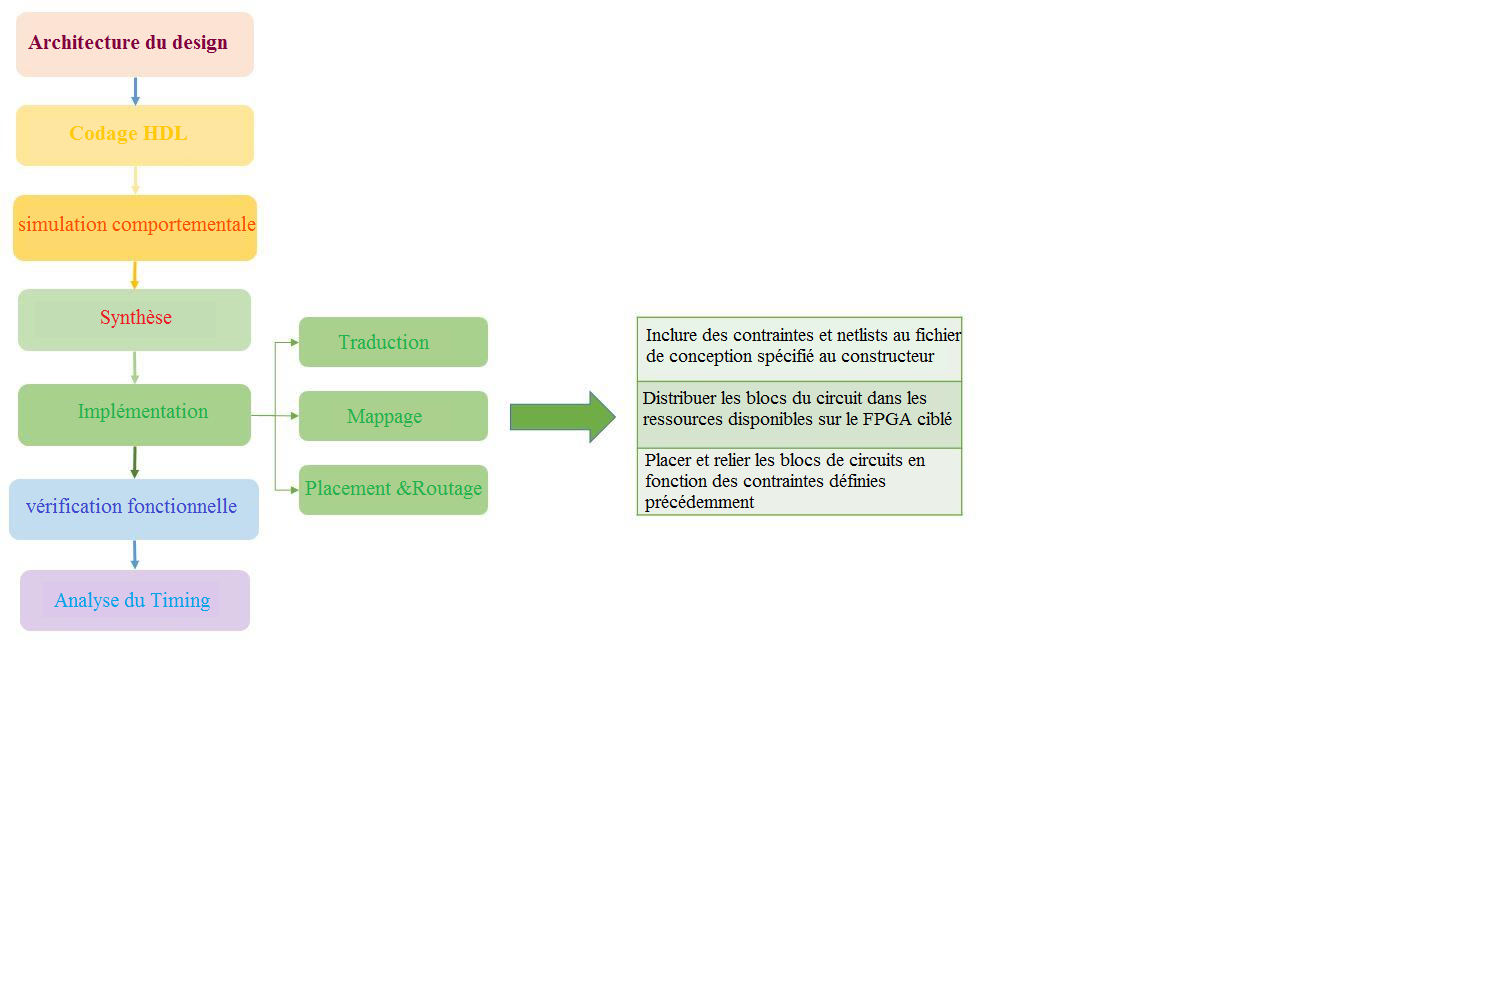 Architecture du design
Codage HDL
simulation comportementale
Synthèse
Implémentation
vérification fonctionnelle
Analyse du Timing
Traduction
Mappage
Placement &Routage
Inclure des contraintes et netlists au fichier
de conception spécifié au constructeur
Distribuer les blocs du circuit dans les
ressources disponibles sur le FPGA ciblé
Placer et relier les blocs de circuits en
fonction des contraintes définies
précédemment